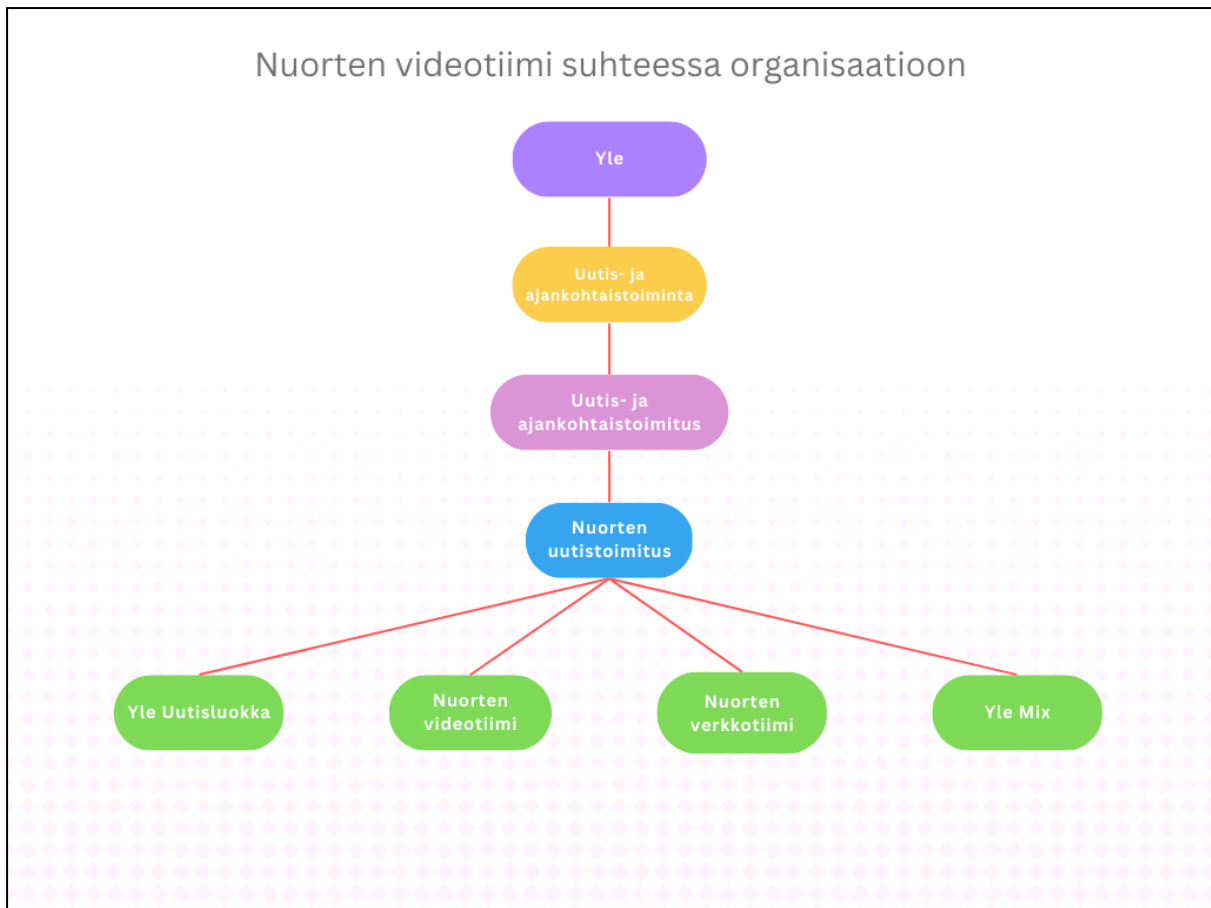 Nuorten videotiimi suhteessa organisaatioon
Yle
Uutis- ja
ajankohtaistoiminta
Uutis- ja
ajankohtaistoimitus
Nuorten
uutistoimitus
Yle Uutisluokka
Nuorten
videotiimi
Nuorten
verkkotiimi
Yle Mix